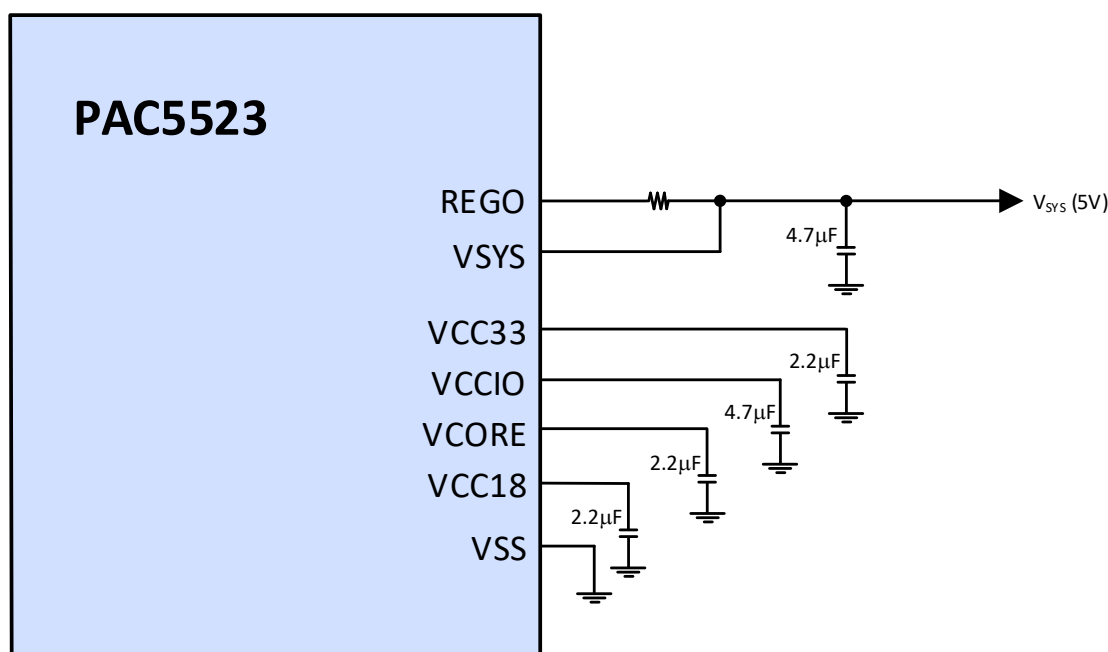 PAC5523
REGO
V_SYS (5V)
VSYS
4.7µF
VCC33
2.2µF
VCCIO
4.7µF
VCORE
2.2µF
VCC18
2.2µF
VSS